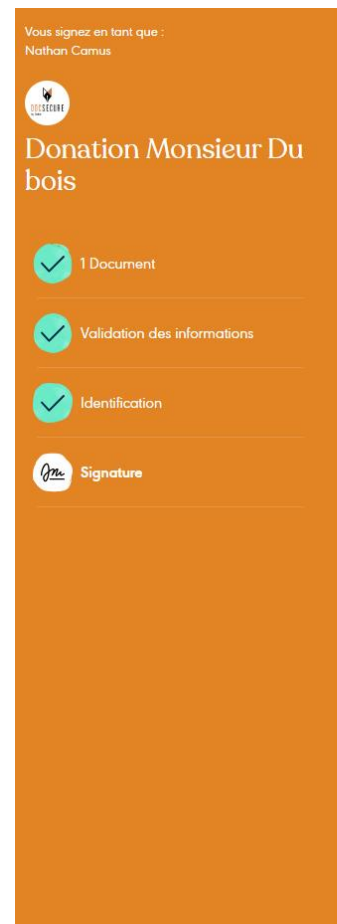 Vous signez en tant que :
Nathan Camus
DOCSECURE
Donation Monsieur Du
bois
1 Document
Validation des informations
Identification
Signature